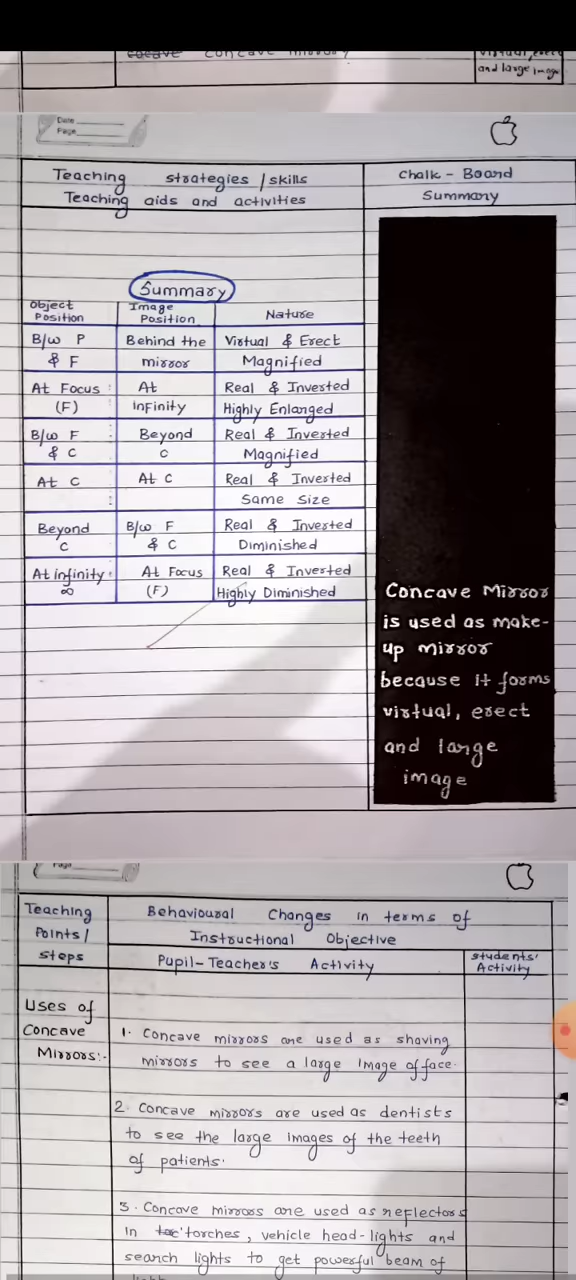 concave mirror
virtual, erect
and large image
Date
Page
Teaching strategies / skills
Teaching aids and activities
Chalk - Board
Summary
Summary
Object Position
Image Position
Nature
B/w P & F
Behind the mirror
Virtual & Erect
Magnified
At Focus (F)
At Infinity
Real & Inverted
Highly Enlarged
B/w F & C
Beyond C
Real & Inverted
Magnified
At C
At C
Real & Inverted
Same Size
Beyond C
B/w F & C
Real & Inverted
Diminished
At infinity ∞
At Focus (F)
Real & Inverted
Highly Diminished
Concave Mirror
is used as make-
up mirror
because it forms
virtual, erect
and large
image
Page
Teaching
Points/
Steps
Behavioural Changes in terms of
Instructional Objective
Pupil-Teacher's Activity
Students'
Activity
Uses of
Concave
Mirrors:-
1. Concave mirrors are used as shaving
mirrors to see a large image of face.
2. Concave mirrors are used as dentists
to see the large images of the teeth
of patients.
3. Concave mirrors are used as reflectors
in torches, vehicle head-lights and
search lights to get powerful beam of
light